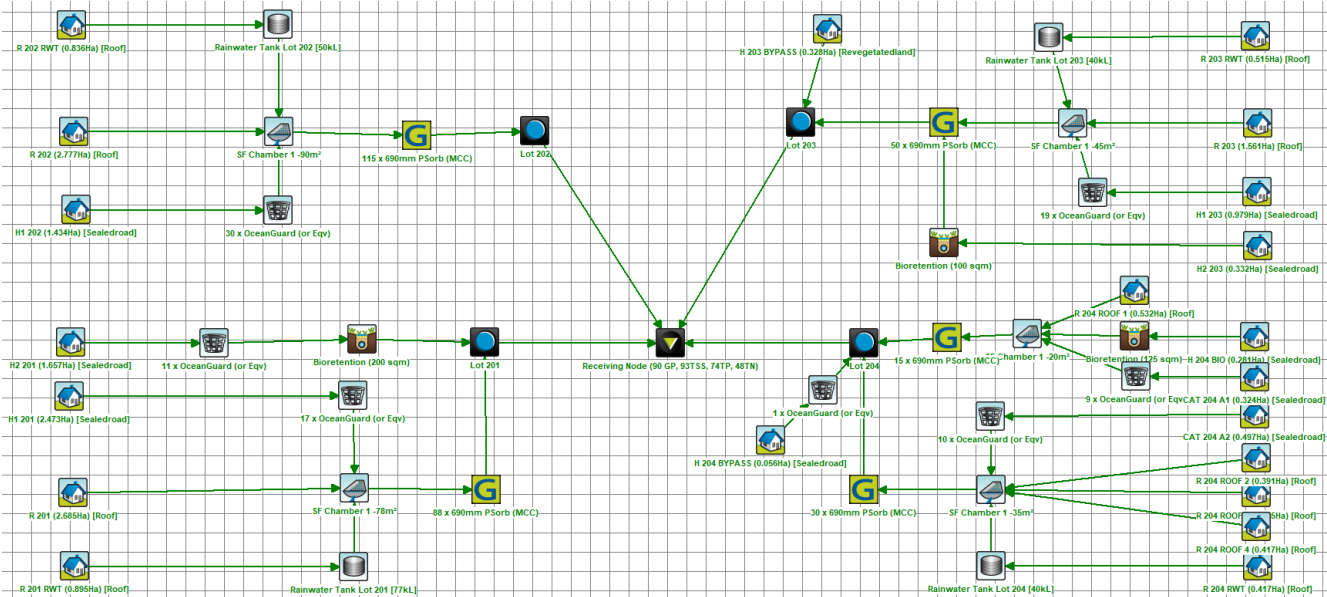 R 202 RWT (0.836Ha) [Roof]
Rainwater Tank Lot 202 [50kL]
H 203 BYPASS (0.328Ha) [Revegetatedland]
Rainwater Tank Lot 203 [40kL]
R 203 RWT (0.515Ha) [Roof]
R 202 (2.777Ha) [Roof]
SF Chamber 1 -90m²
115 x 690mm PSorb (MCC)
Lot 202
Lot 203
50 x 690mm PSorb (MCC)
SF Chamber 1 -45m²
R 203 (1.561Ha) [Roof]
H1 202 (1.434Ha) [Sealedroad]
30 x OceanGuard (or Eqv)
19 x OceanGuard (or Eqv)
H1 203 (0.979Ha) [Sealedroad]
Bioretention (100 sqm)
H2 203 (0.332Ha) [Sealedroad]
R 204 ROOF 1 (0.532Ha) [Roof]
H2 201 (1.657Ha) [Sealedroad]
11 x OceanGuard (or Eqv)
Bioretention (200 sqm)
Lot 201
Receiving Node (90 GP, 93TSS, 74TP, 48TN)
Lot 204
15 x 690mm PSorb (MCC)
Chamber 1 -20m²
Bioretention (125 sqm)
H 204 BIO (0.281Ha) [Sealedroad]
H1 201 (2.473Ha) [Sealedroad]
17 x OceanGuard (or Eqv)
1 x OceanGuard (or Eqv)
9 x OceanGuard (or Eqv
CAT 204 A1 (0.324Ha) [Sealedroad]
H 204 BYPASS (0.056Ha) [Sealedroad]
10 x OceanGuard (or Eqv)
CAT 204 A2 (0.497Ha) [Sealedroad]
R 204 ROOF 2 (0.391Ha) [Roof]
R 201 (2.685Ha) [Roof]
SF Chamber 1 -78m²
88 x 690mm PSorb (MCC)
30 x 690mm PSorb (MCC)
SF Chamber 1 -35m²
R 204 ROOF 5Ha) [Roof]
R 204 ROOF 4 (0.417Ha) [Roof]
R 201 RWT (0.895Ha) [Roof]
Rainwater Tank Lot 201 [77kL]
Rainwater Tank Lot 204 [40kL]
R 204 RWT (0.417Ha) [Roof]